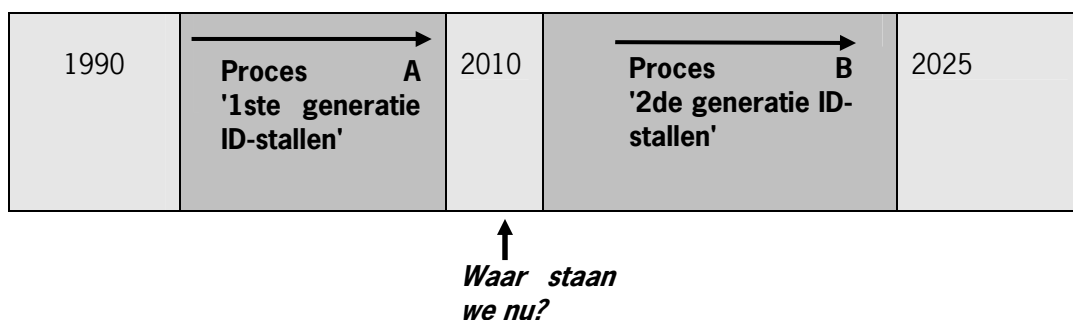 1990
Proces A
'1ste generatie
ID-stallen'
2010
Proces B
'2de generatie ID-
stallen'
2025
Waar staan
we nu?